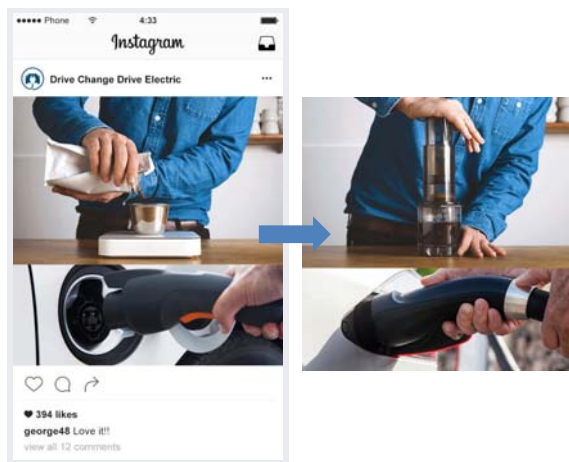 Phone 4:33
Instagram
Drive Change Drive Electric
394 likes
george48 Love it!!
view all 12 comments